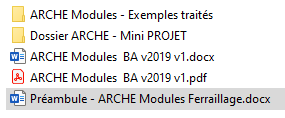 ARCHE Modules - Exemples traités
Dossier ARCHE - Mini PROJET
ARCHE Modules  BA v2019 v1.docx
ARCHE Modules  BA v2019 v1.pdf
Préambule - ARCHE Modules Ferraillage.docx